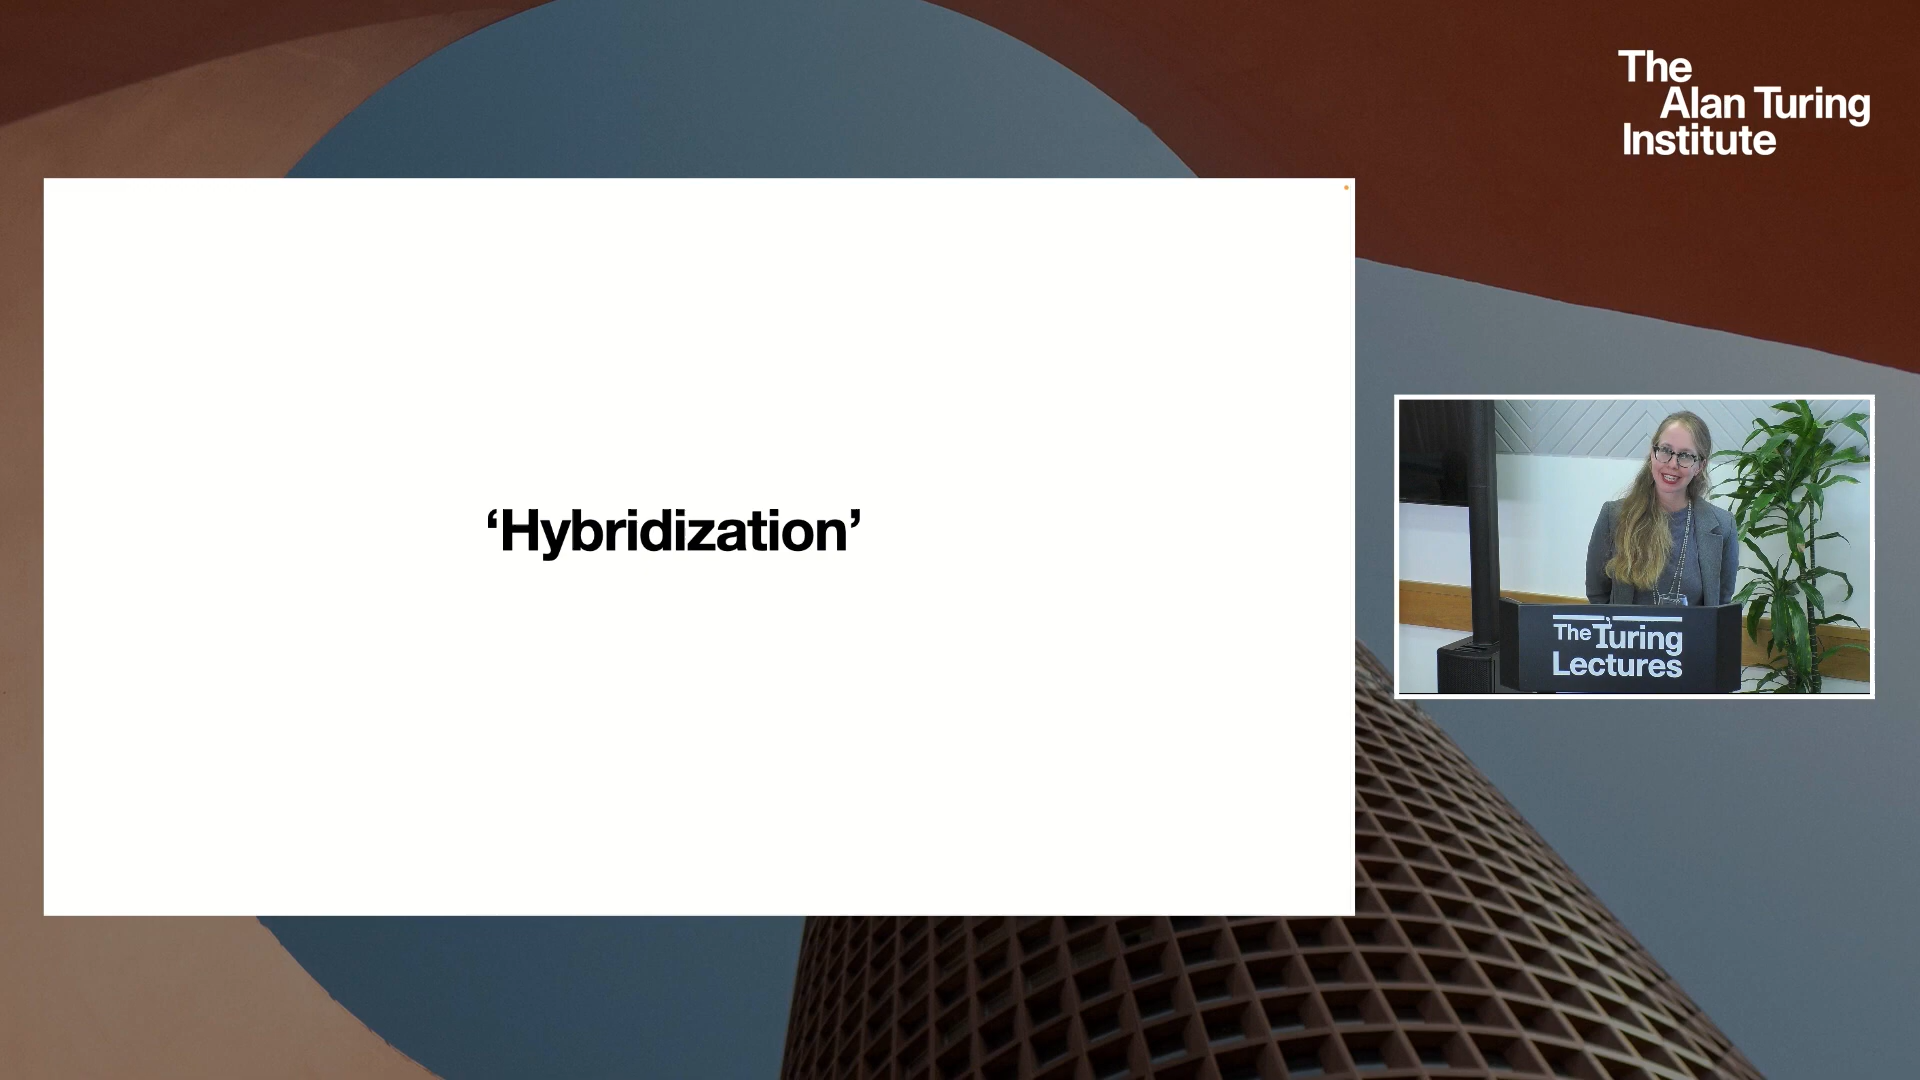 The
Alan Turing
Institute
‘Hybridization’
The Turing
Lectures